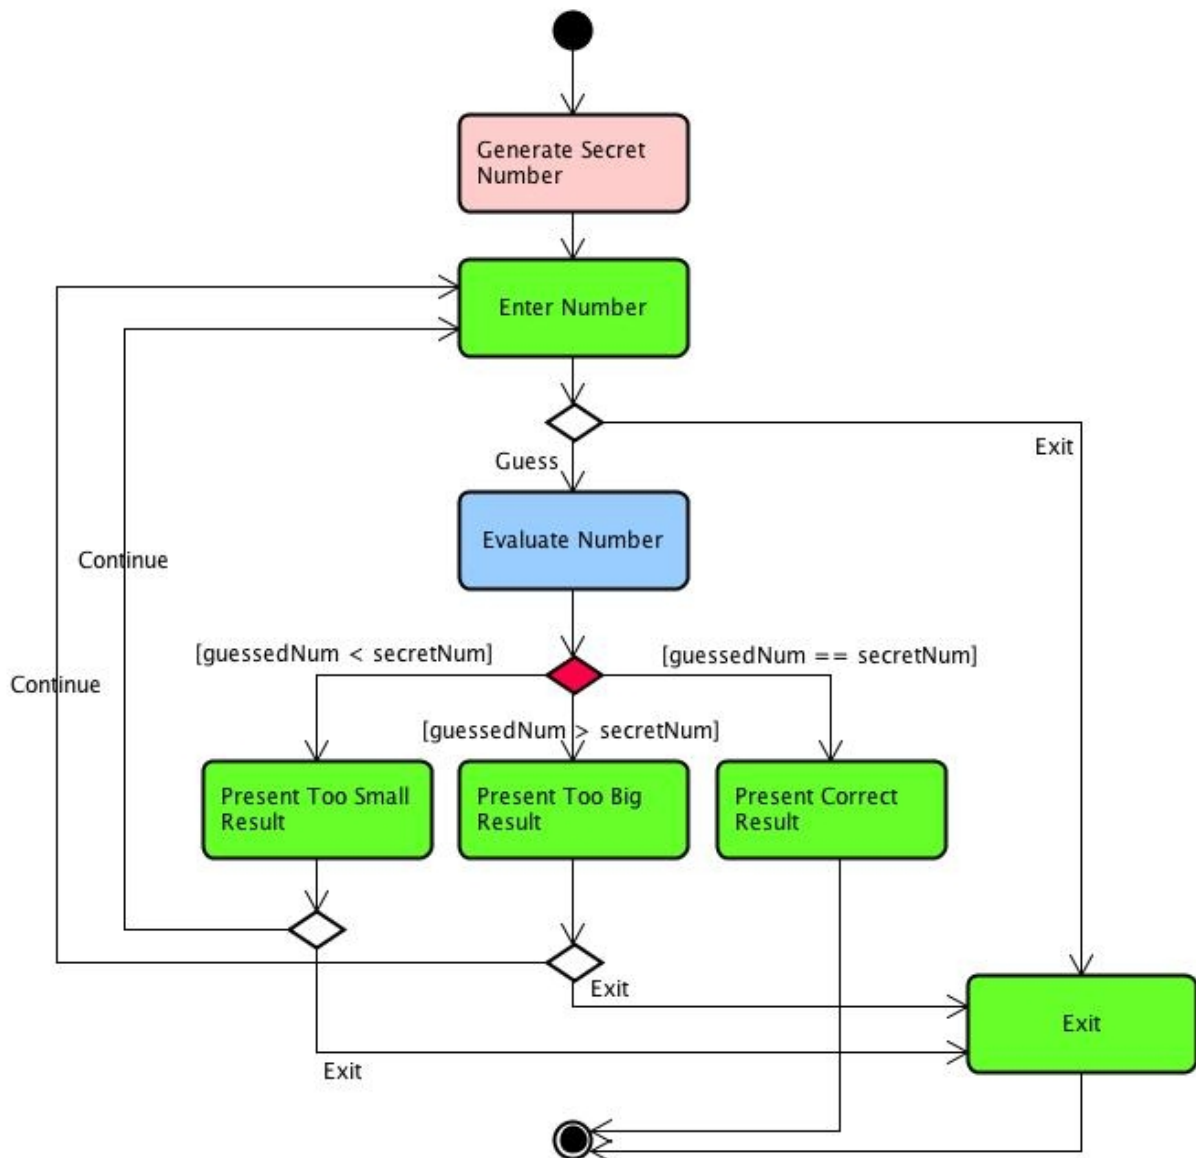 Generate Secret
Number
Enter Number
Exit
Guess
Evaluate Number
Continue
[guessedNum < secretNum]
[guessedNum == secretNum]
Continue
[guessedNum > secretNum]
Present Too Small
Result
Present Too Big
Result
Present Correct
Result
Exit
Exit
Exit